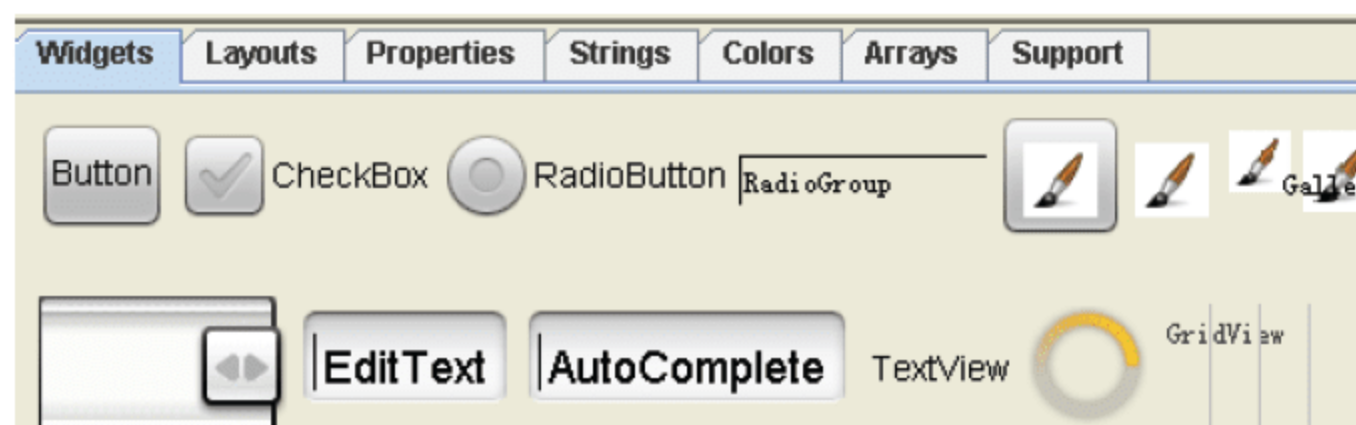 Widgets Layouts Properties Strings Colors Arrays Support
Button CheckBox RadioButton RadioGroup
EditText AutoComplete TextView GridView